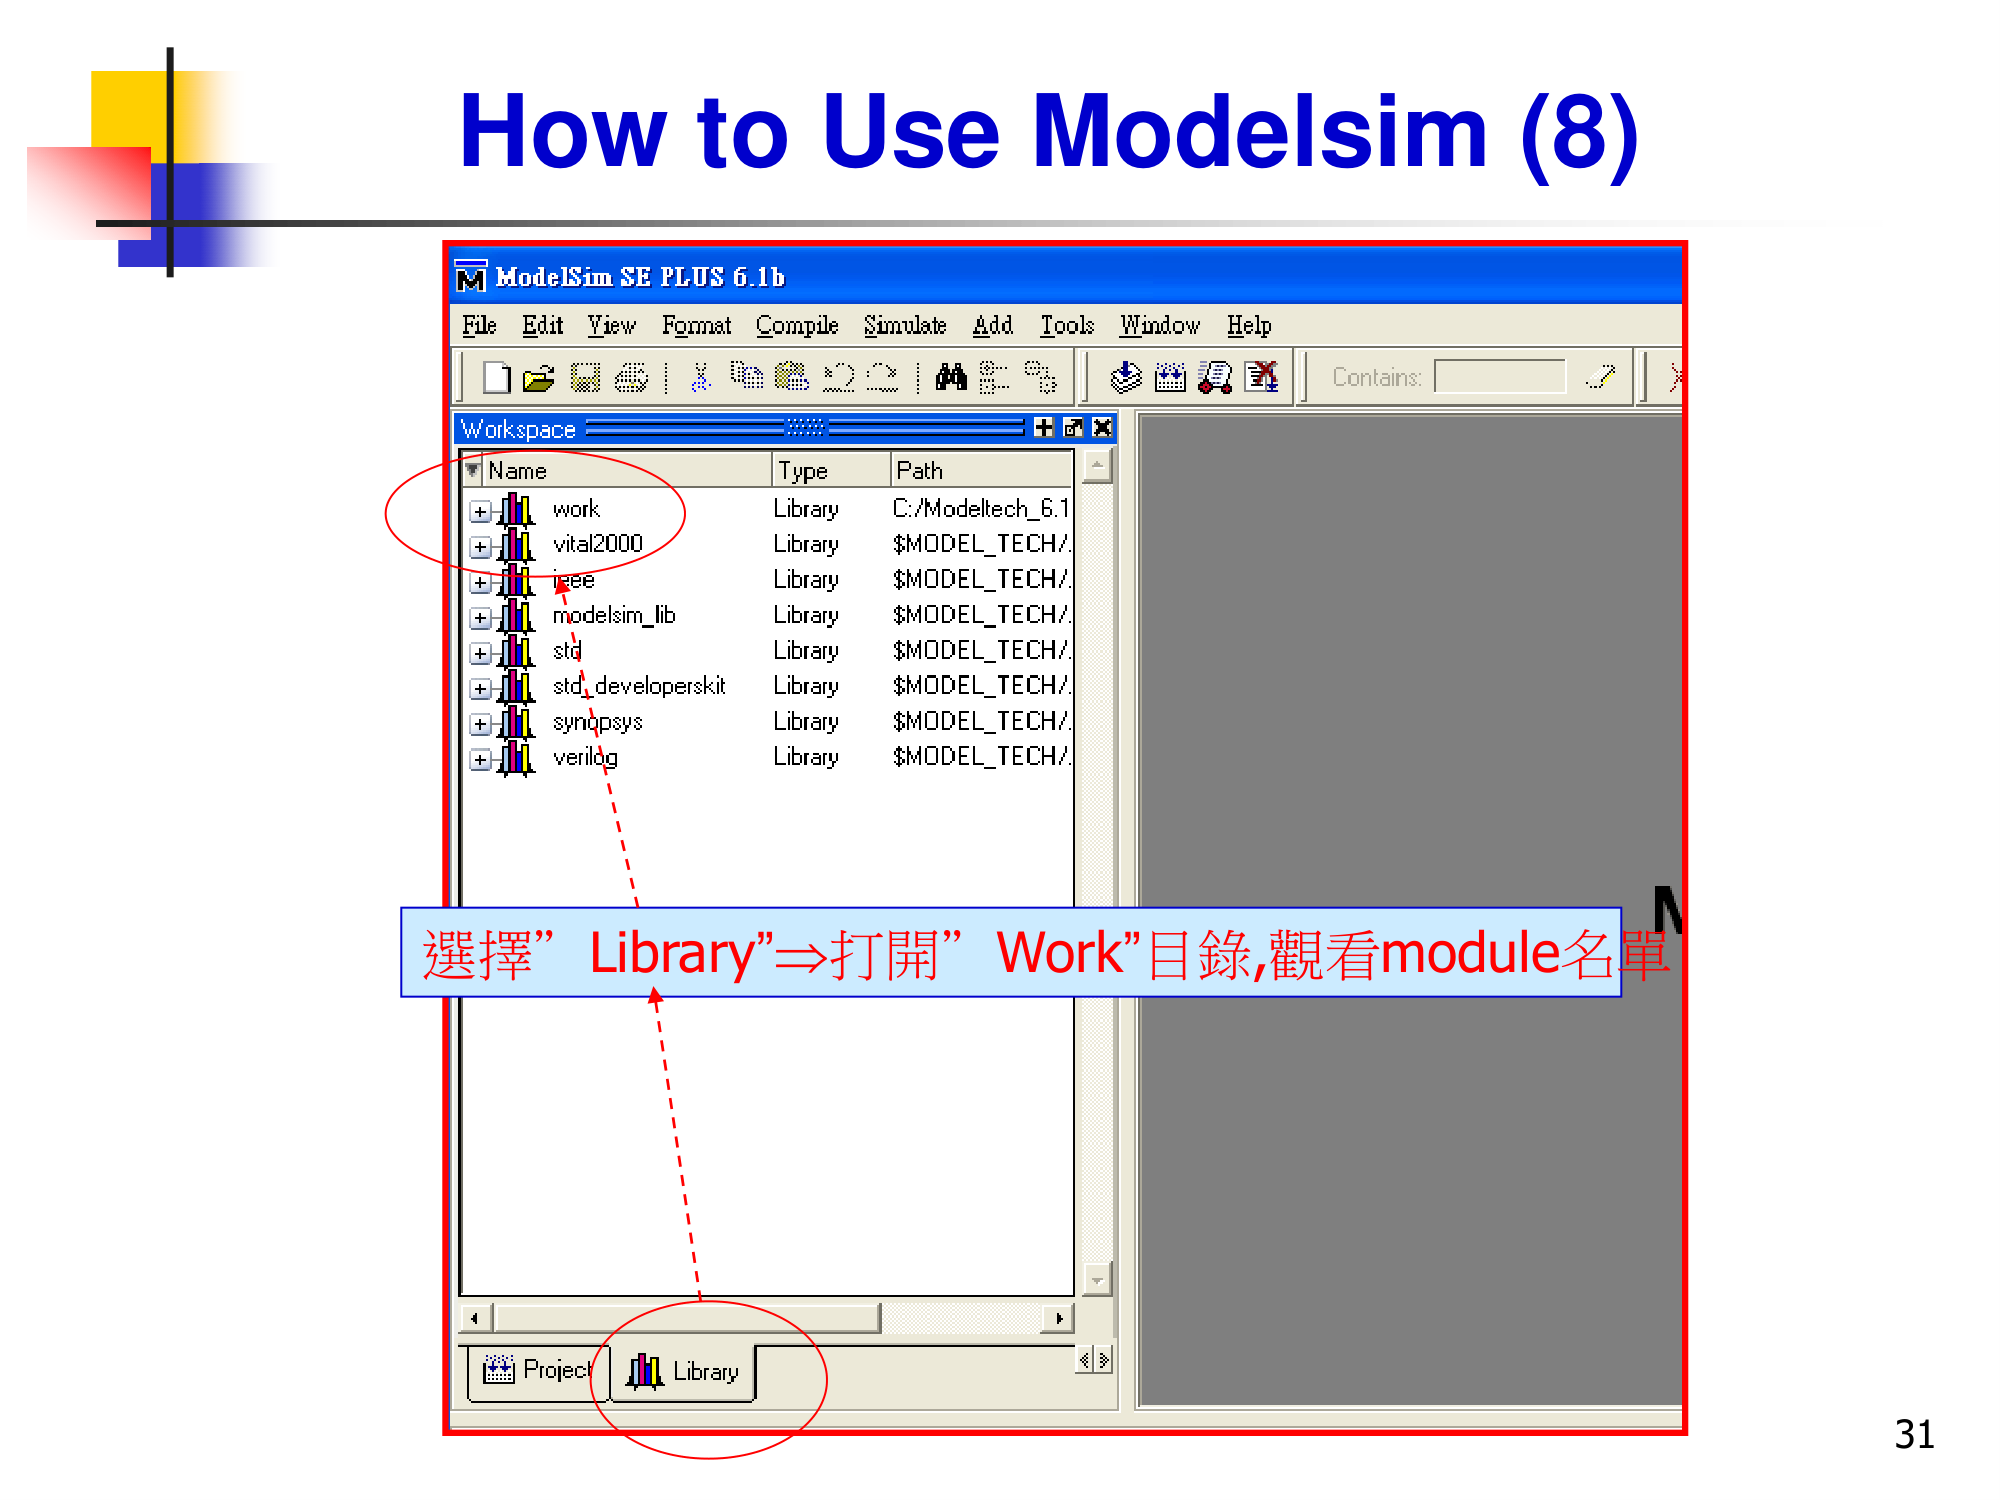 How to Use Modelsim (8)
ModelSim SE PLUS 6.1b
File Edit View Format Compile Simulate Add Tools Window Help
Contains:
Workspace
Name Type Path
work Library C:/Modeltech_6.1
vital2000 Library $MODEL_TECH/.
ieee Library $MODEL_TECH/.
modelsim_lib Library $MODEL_TECH/.
std Library $MODEL_TECH/.
std_developerskit Library $MODEL_TECH/.
synopsys Library $MODEL_TECH/.
verilog Library $MODEL_TECH/.
M
選擇” Library”⇒打開” Work”目錄,觀看module名單
Project Library
31